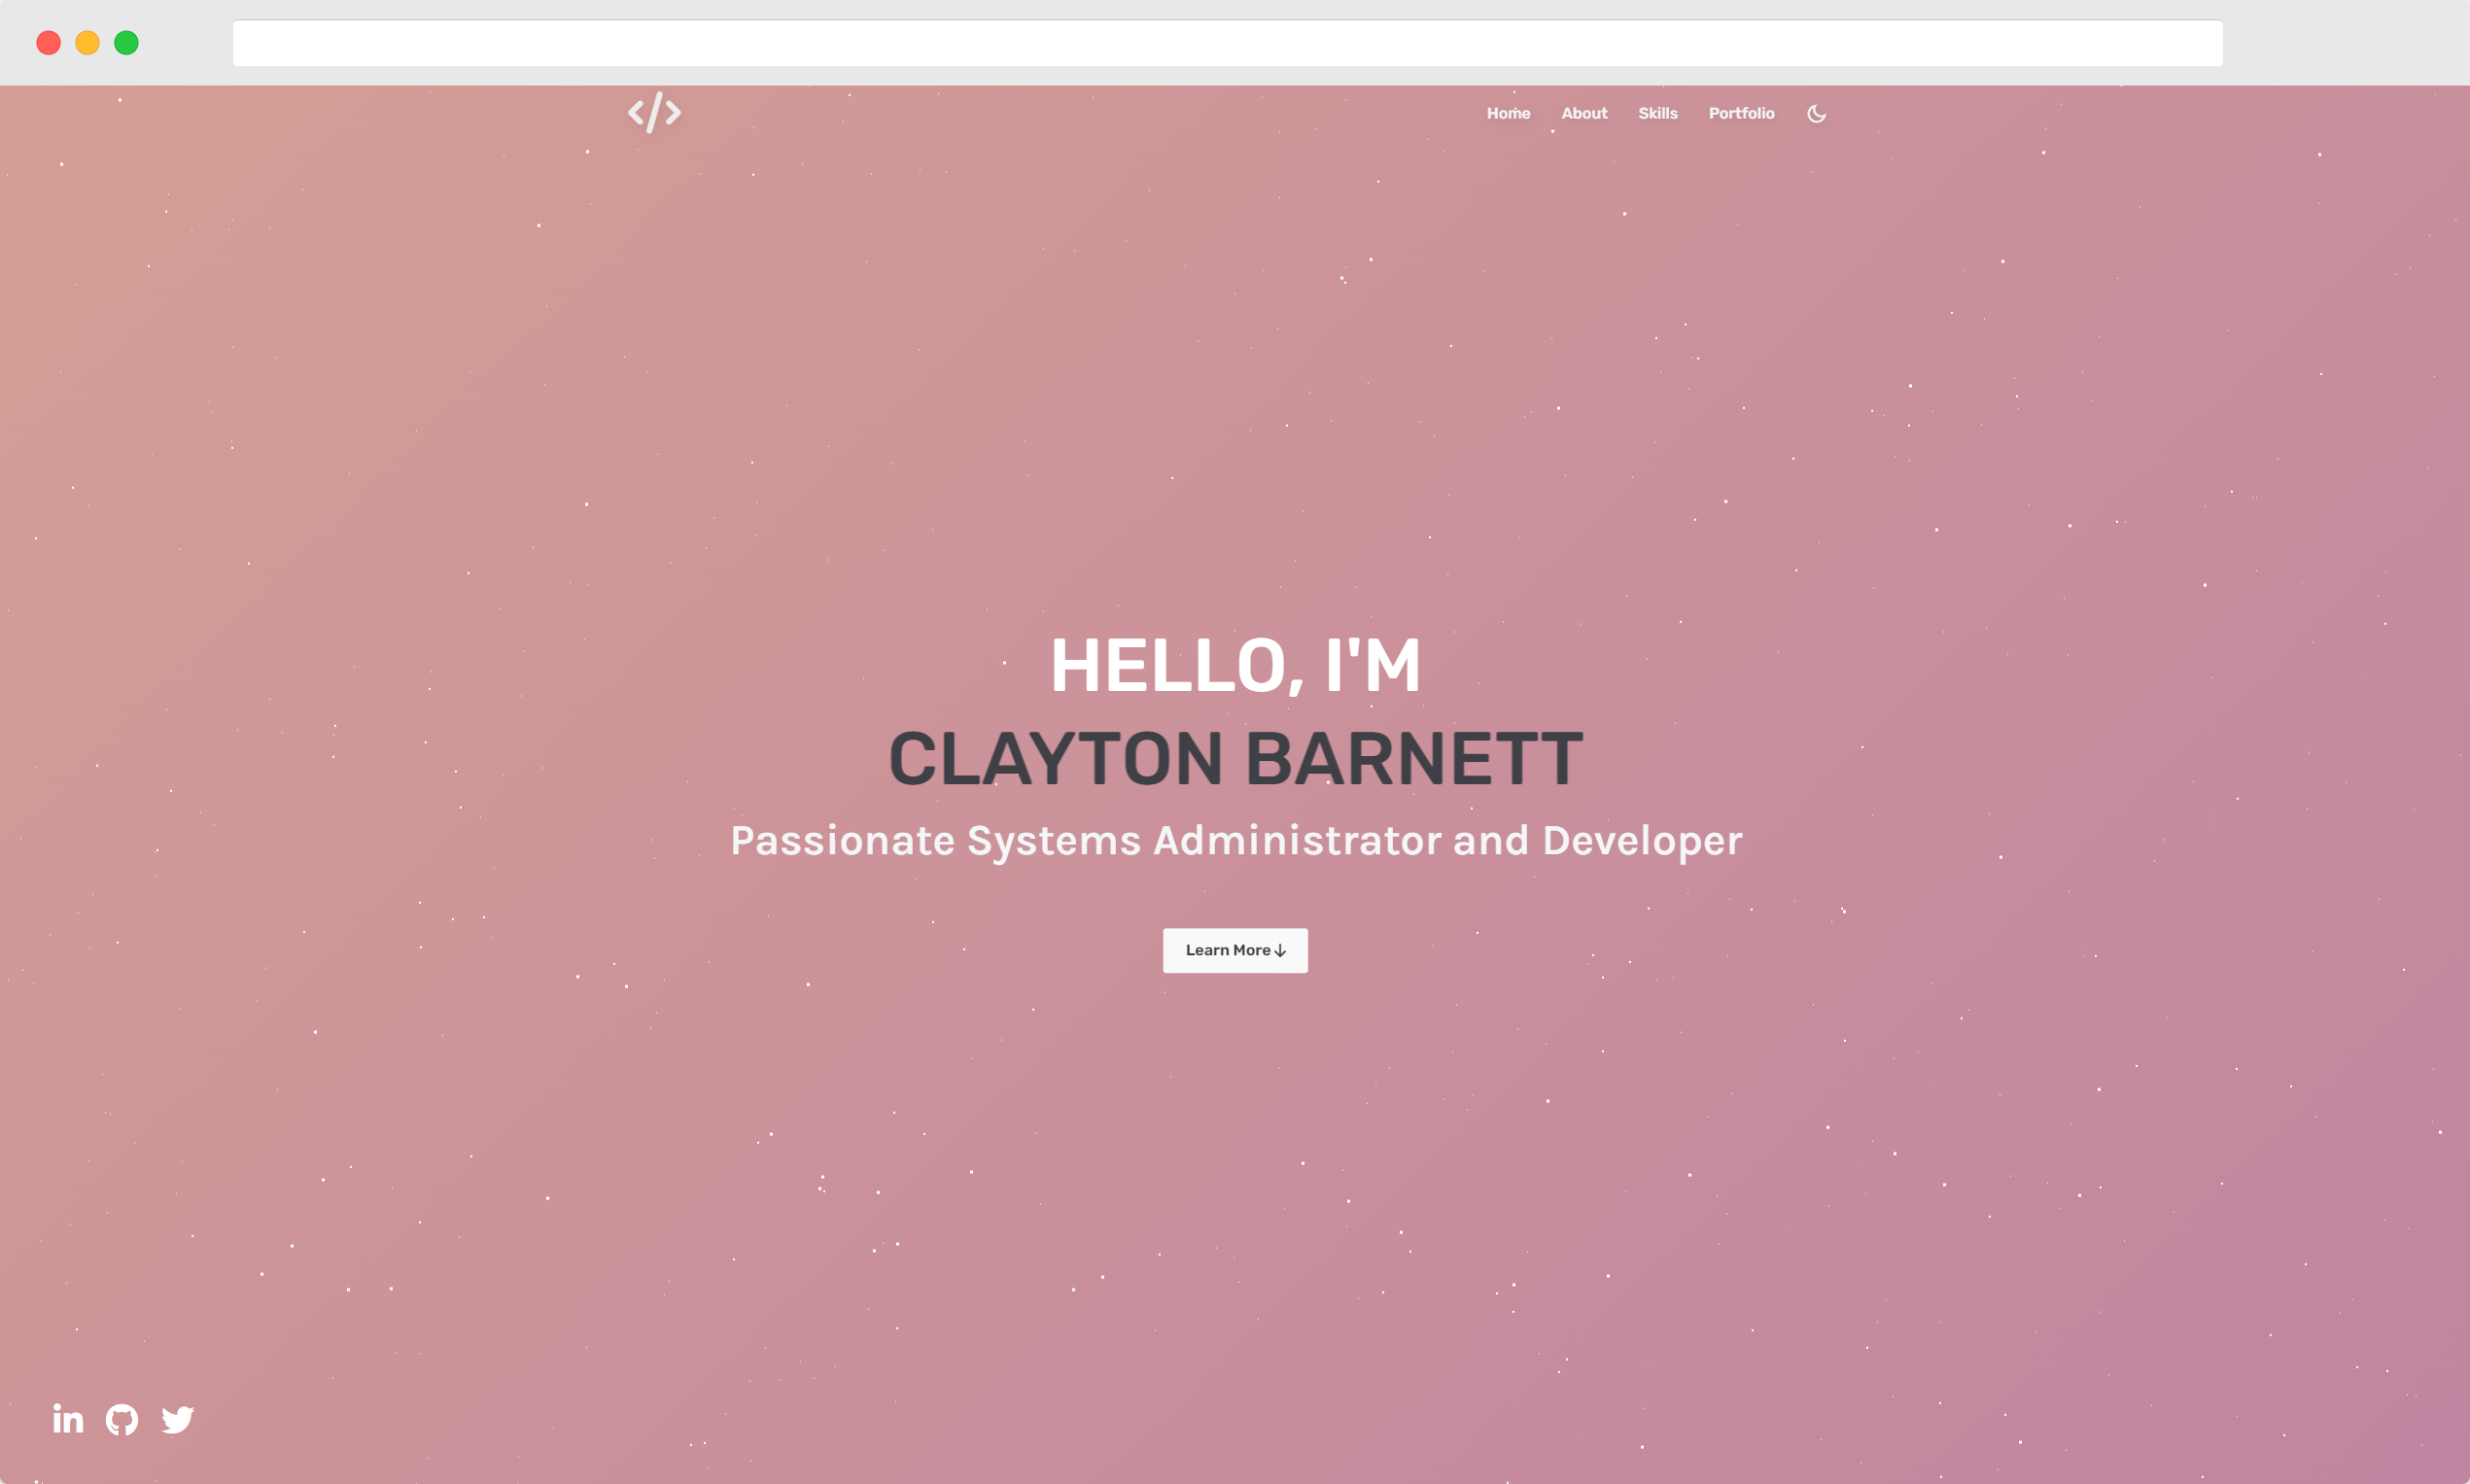 </>
Home About Skills Portfolio
HELLO, I'M
CLAYTON BARNETT
Passionate Systems Administrator and Developer
Learn More
in